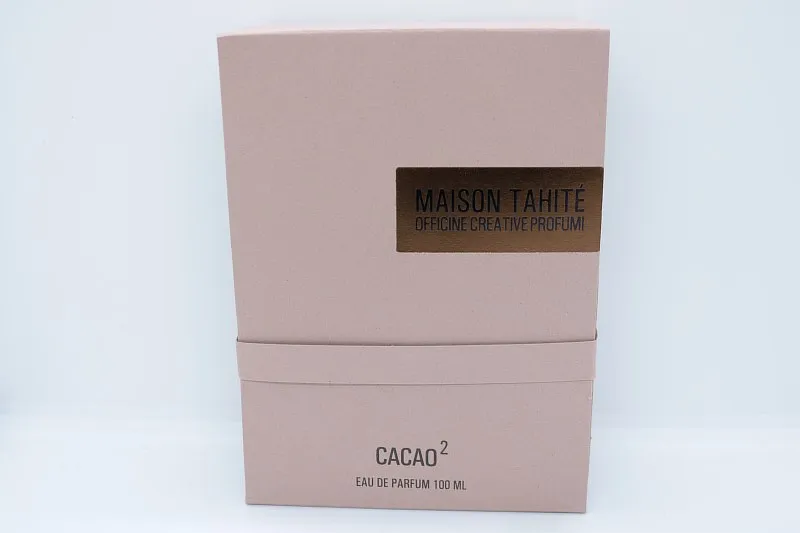 MAISON TAHITÉ
OFFICINE CREATIVE PROFUMI
CACAO²
EAU DE PARFUM 100 ML